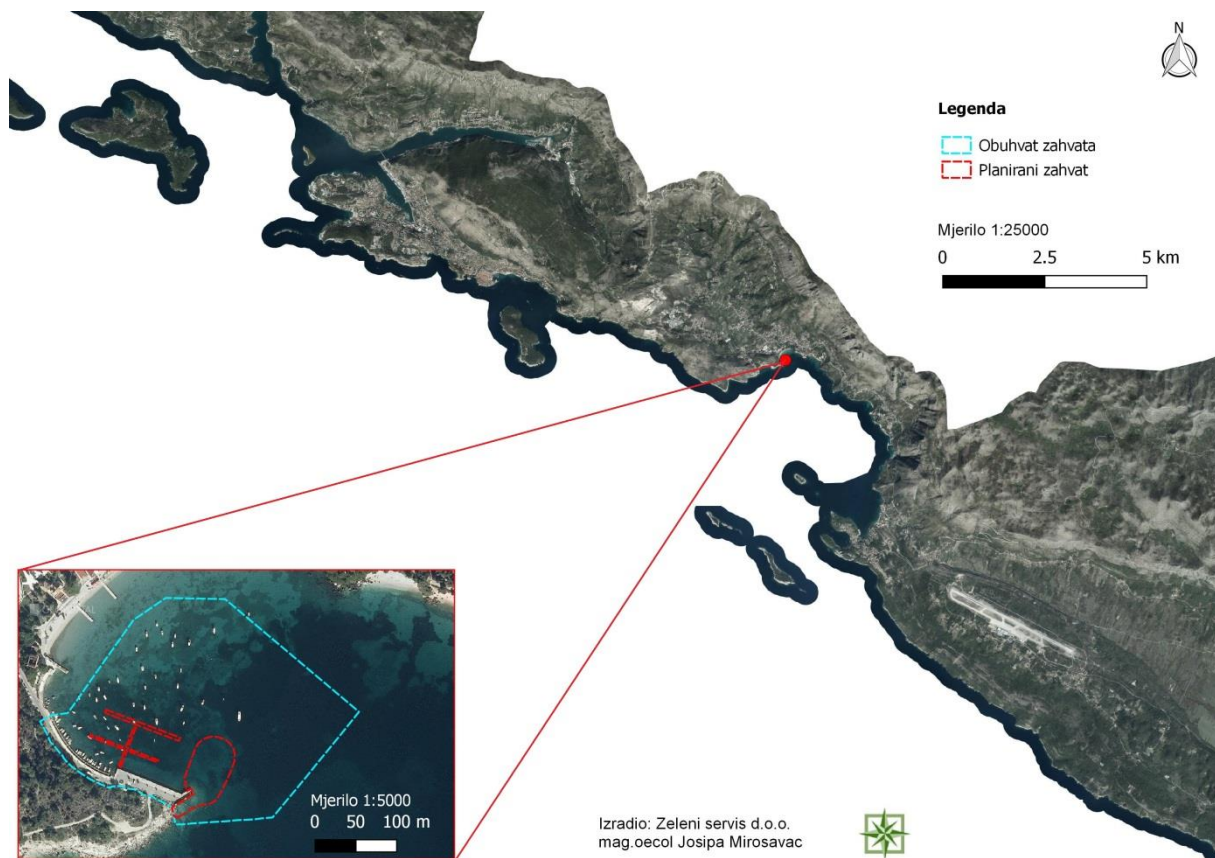 N
Legenda
Obuhvat zahvata
Planirani zahvat
Mjerilo 1:25000
0 2.5 5 km
Mjerilo 1:5000
0 50 100 m
Izradio: Zeleni servis d.o.o.
mag.oecol Josipa Mirosavac